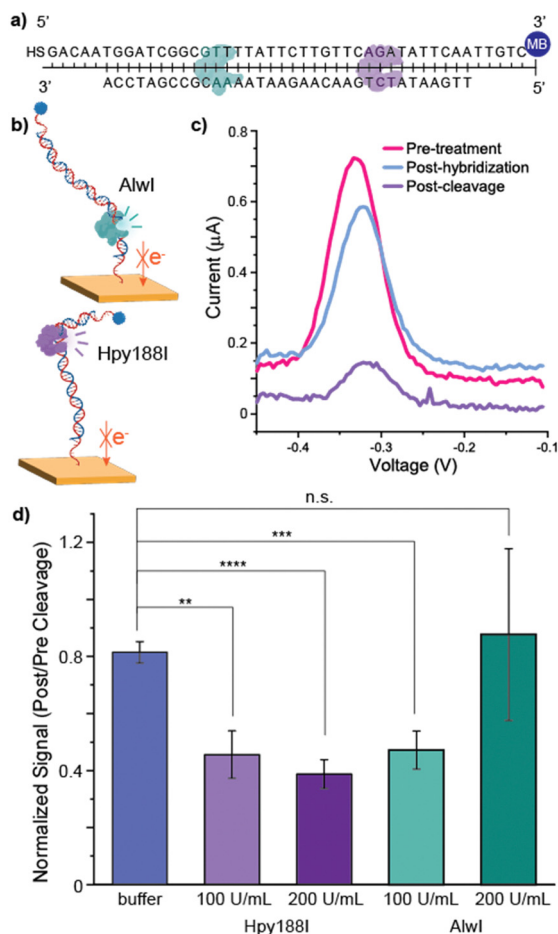 a)
5' 3'
MB
HSGACAATGGATCGGCGTTTTATTCTTGTTCAGATATTCAATTGTC
ACCTAGCCGCAAAATAAGAACAAGTCTATAAGTT
3' 5'
b)
AlwI
e-
Hpy188I
e-
c)
0.8
0.6
0.4
0.2
0
Current (µA)
Pre-treatment
Post-hybridization
Post-cleavage
-0.4 -0.3 -0.2 -0.1
Voltage (V)
d)
n.s.
***
****
**
1.2
0.8
0.4
0
Normalized Signal (Post/Pre Cleavage)
buffer 100 U/mL 200 U/mL 100 U/mL 200 U/mL
Hpy188I AlwI